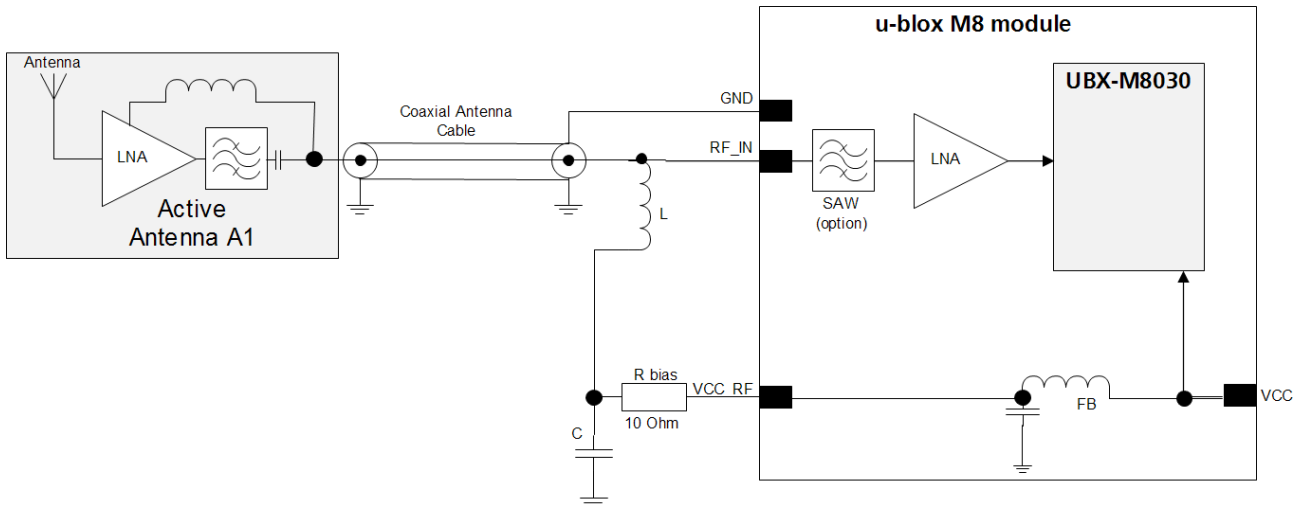 u-blox M8 module
Antenna
LNA
Active
Antenna A1
Coaxial Antenna
Cable
GND
RF_IN
L
SAW
(option)
LNA
UBX-M8030
R bias
10 Ohm
VCC_RF
C
FB
VCC